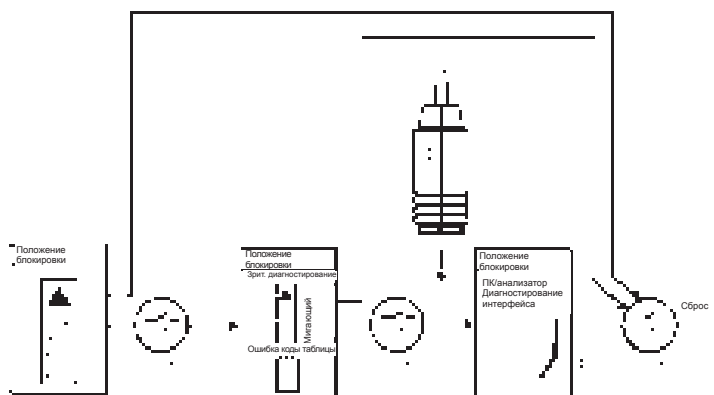 Положение
блокировки
Положение
блокировки
Зрит. диагностирование
Мигающий
Ошибка коды таблицы
Положение
блокировки
ПК/анализатор
Диагностирование
интерфейса
Сброс